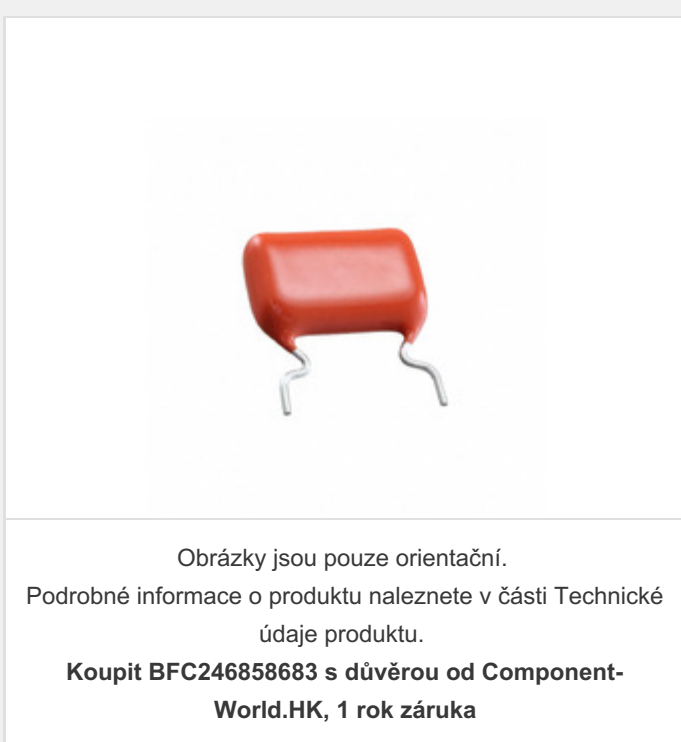 Obrázky jsou pouze orientační.
Podrobné informace o produktu naleznete v části Technické
údaje produktu.
Koupit BFC246858683 s důvěrou od Component-
World.HK, 1 rok záruka